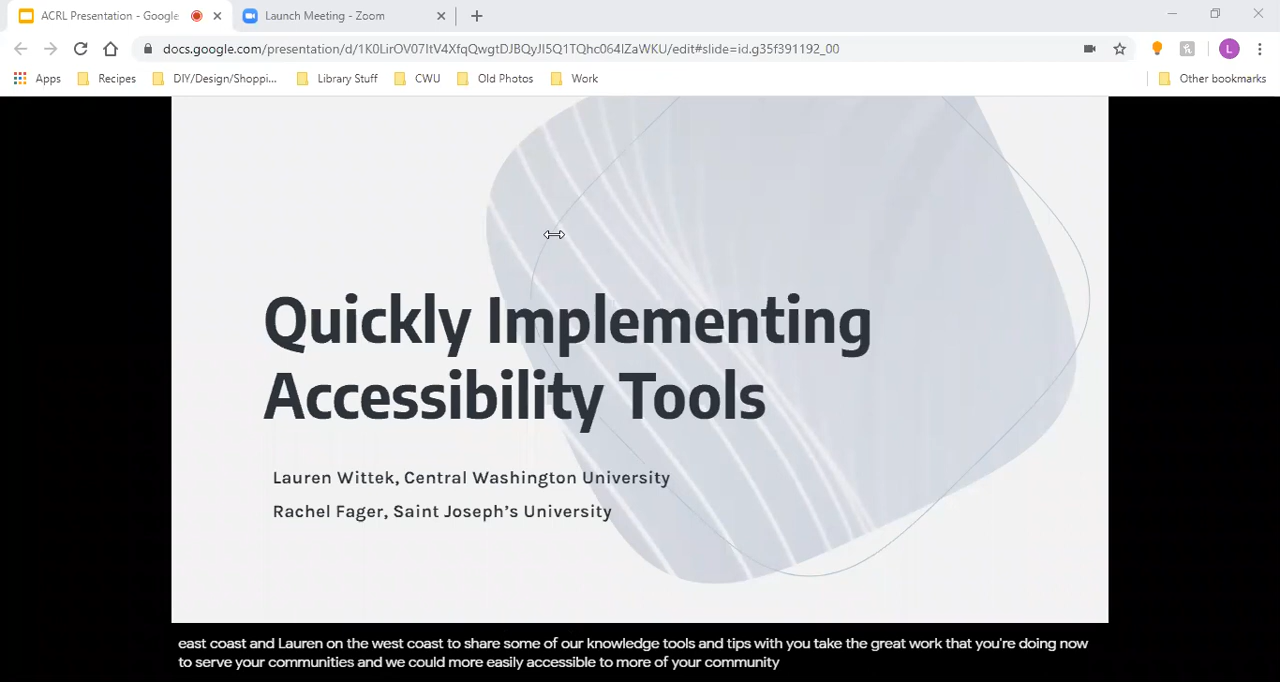 ACRL Presentation - Google
Launch Meeting - Zoom
docs.google.com/presentation/d/1K0LirOV07ltV4XfqQwgtDJBQyJI5Q1TQhc064lZaWKU/edit#slide=id.g35f391192_00
L
Apps
Recipes
DIY/Design/Shoppi...
Library Stuff
CWU
Old Photos
Work
Other bookmarks
Quickly Implementing
Accessibility Tools
Lauren Wittek, Central Washington University
Rachel Fager, Saint Joseph's University
east coast and Lauren on the west coast to share some of our knowledge tools and tips with you take the great work that you're doing now
to serve your communities and we could more easily accessible to more of your community